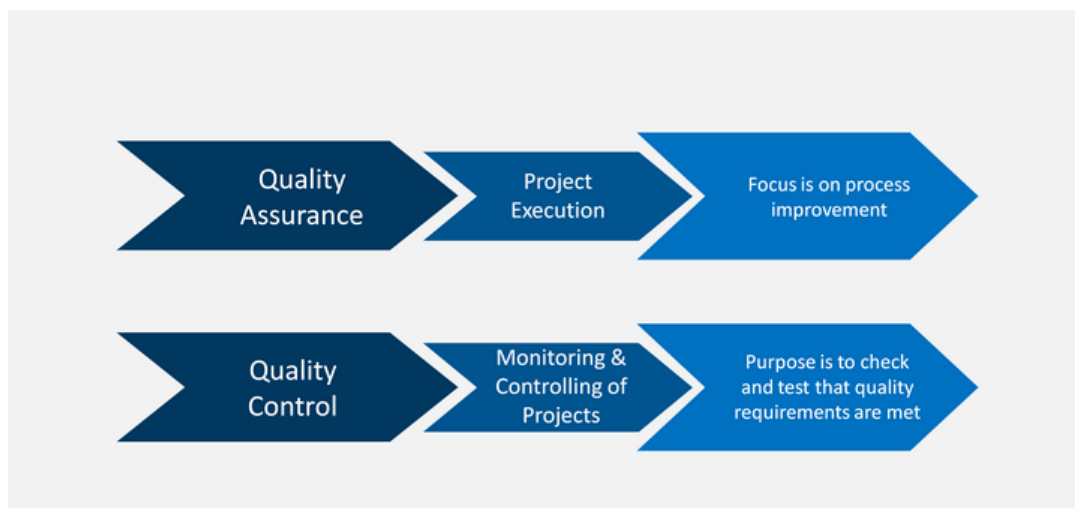 Quality
Assurance
Project
Execution
Focus is on process
improvement
Quality
Control
Monitoring &
Controlling of
Projects
Purpose is to check
and test that quality
requirements are met